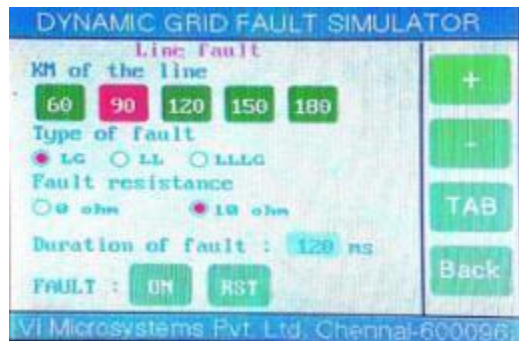 DYNAMIC GRID FAULT SIMULATOR
Line fault
KM of the line
60 90 120 150 180
Type of fault
LG LL LLLG
Fault resistance
0 ohm 10 ohm
Duration of fault : 120 ms
FAULT : ON RST
+
-
TAB
Back
VI Microsystems Pvt. Ltd, Chennai-600096